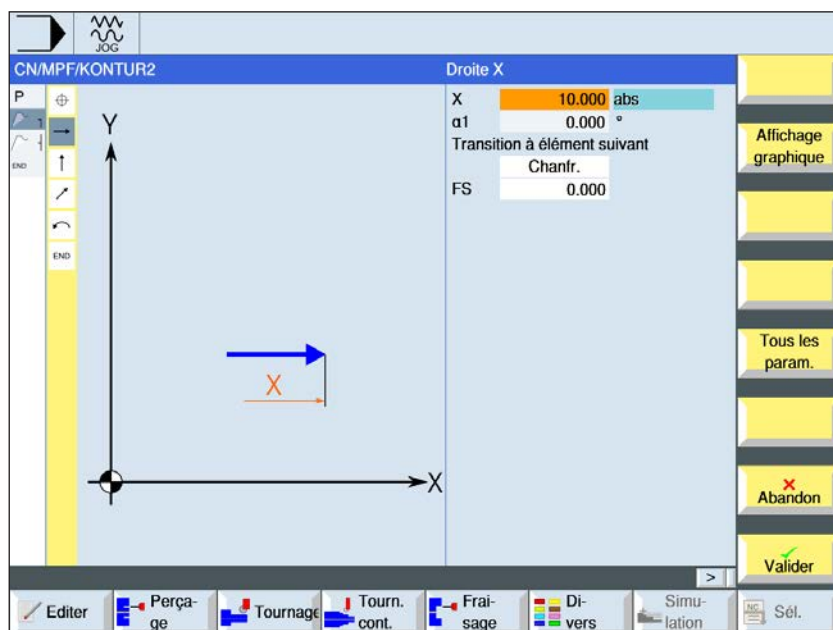 JOG
CN/MPF/KONTUR2
Droite X
P
END
END
Y
X
X
X 10.000 abs
α1 0.000 °
Transition à élément suivant
Chanfr.
FS 0.000
Affichage
graphique
Tous les
param.
Abandon
Valider
>
Editer
Perça-
ge
Tournage
Tourn.
cont.
Frai-
sage
Di-
vers
Simu-
lation
NC
Sél.